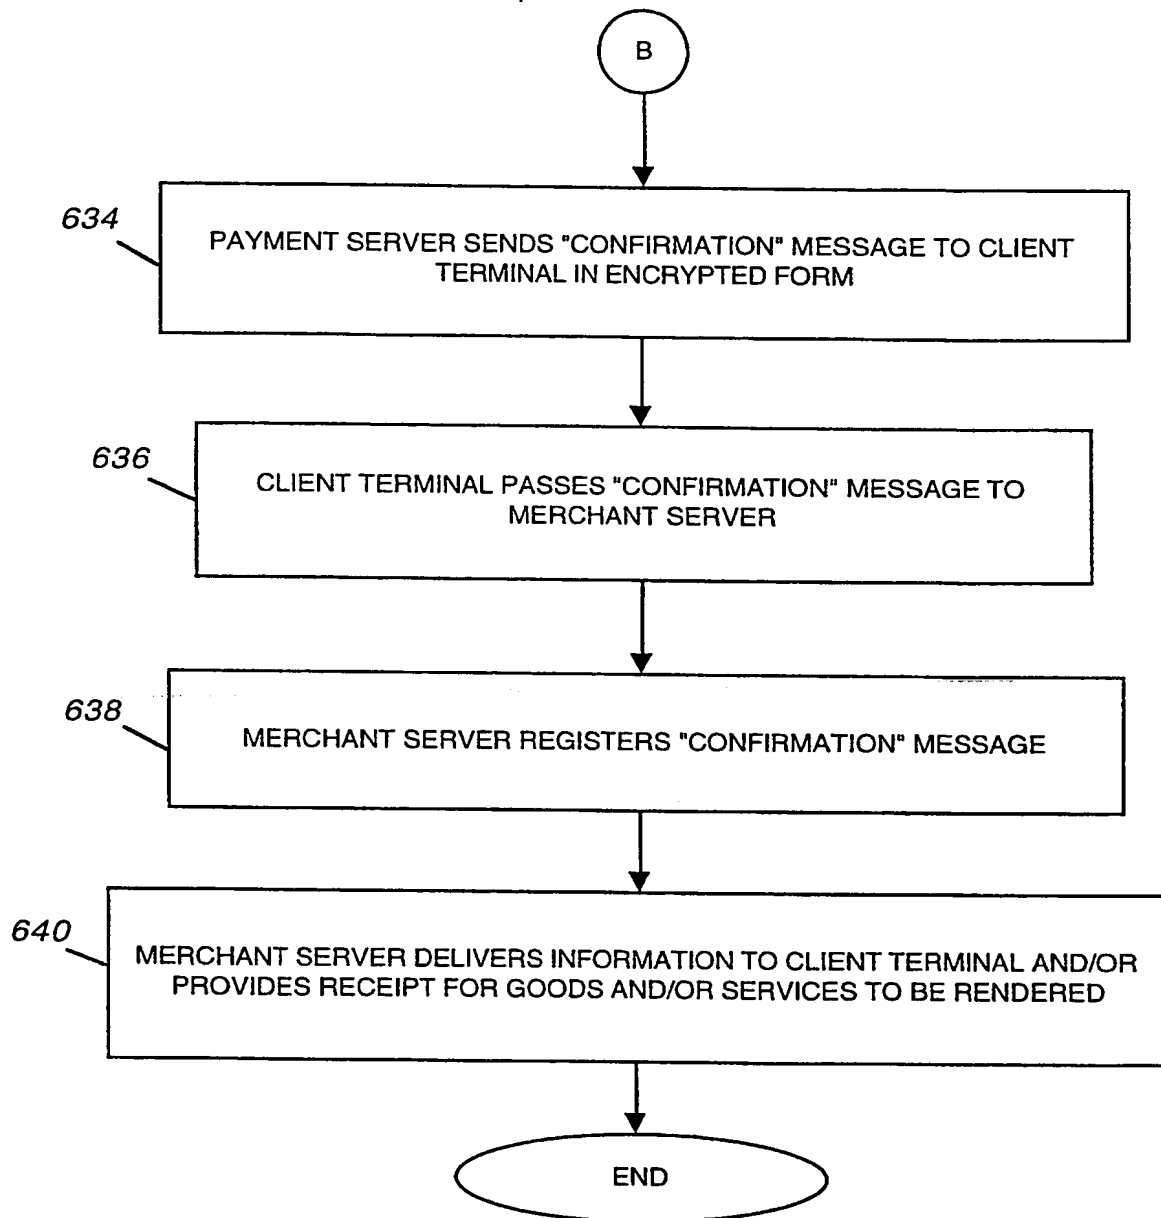 B
634
PAYMENT SERVER SENDS "CONFIRMATION" MESSAGE TO CLIENT
TERMINAL IN ENCRYPTED FORM
636
CLIENT TERMINAL PASSES "CONFIRMATION" MESSAGE TO
MERCHANT SERVER
638
MERCHANT SERVER REGISTERS "CONFIRMATION" MESSAGE
640
MERCHANT SERVER DELIVERS INFORMATION TO CLIENT TERMINAL AND/OR
PROVIDES RECEIPT FOR GOODS AND/OR SERVICES TO BE RENDERED
END